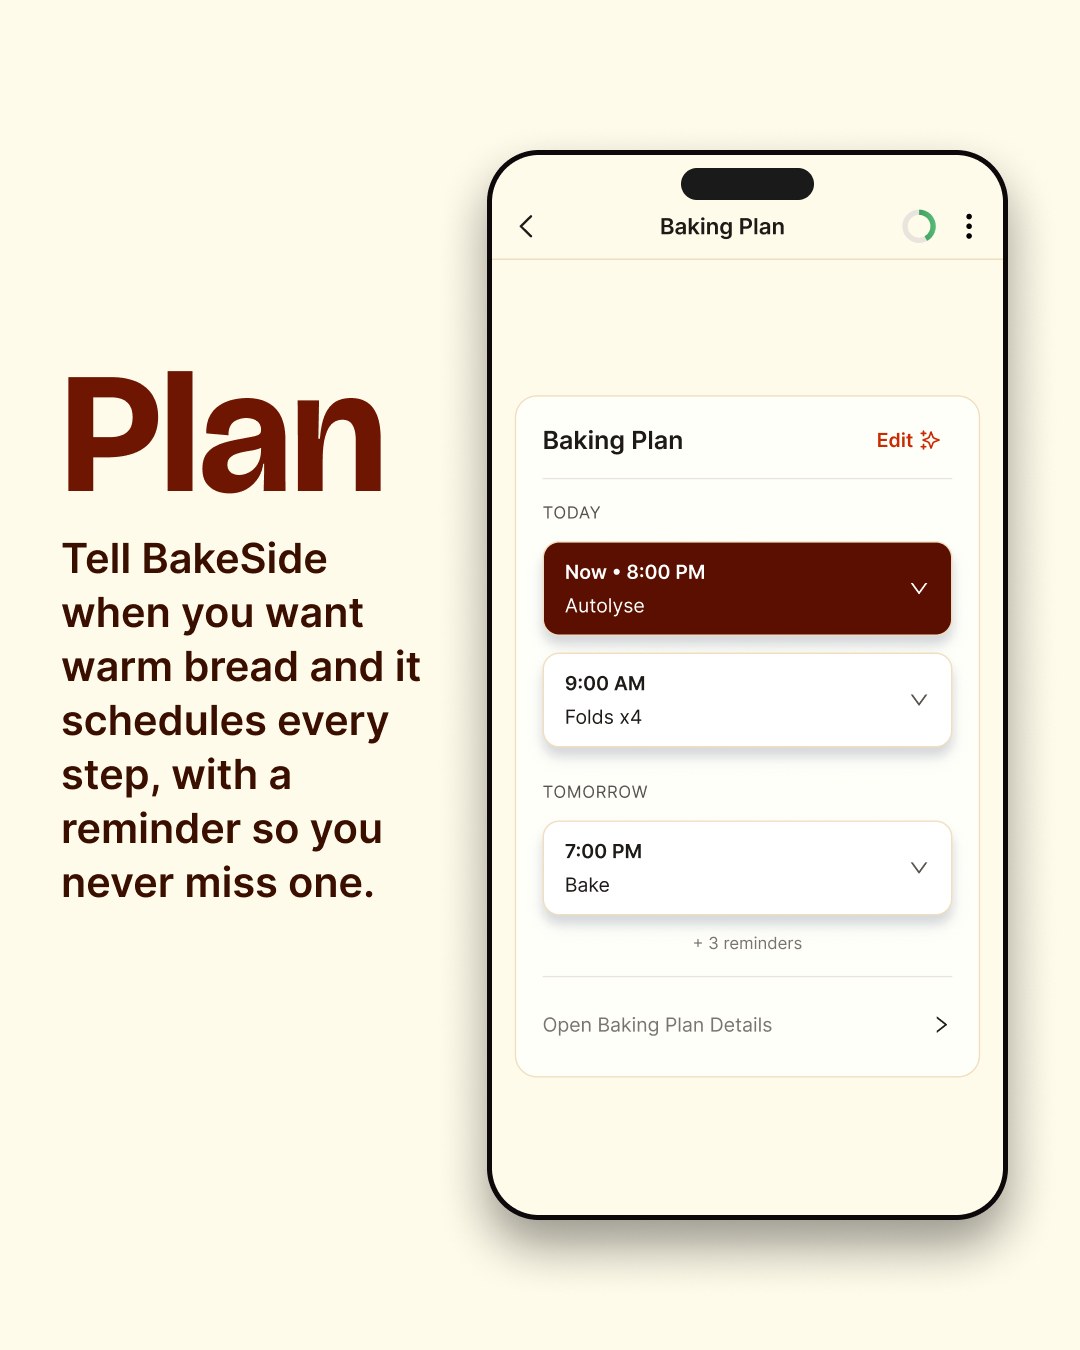 Plan
Tell BakeSide
when you want
warm bread and it
schedules every
step, with a
reminder so you
never miss one.
Baking Plan
Baking Plan
Edit
TODAY
Now • 8:00 PM
Autolyse
9:00 AM
Folds x4
TOMORROW
7:00 PM
Bake
+ 3 reminders
Open Baking Plan Details